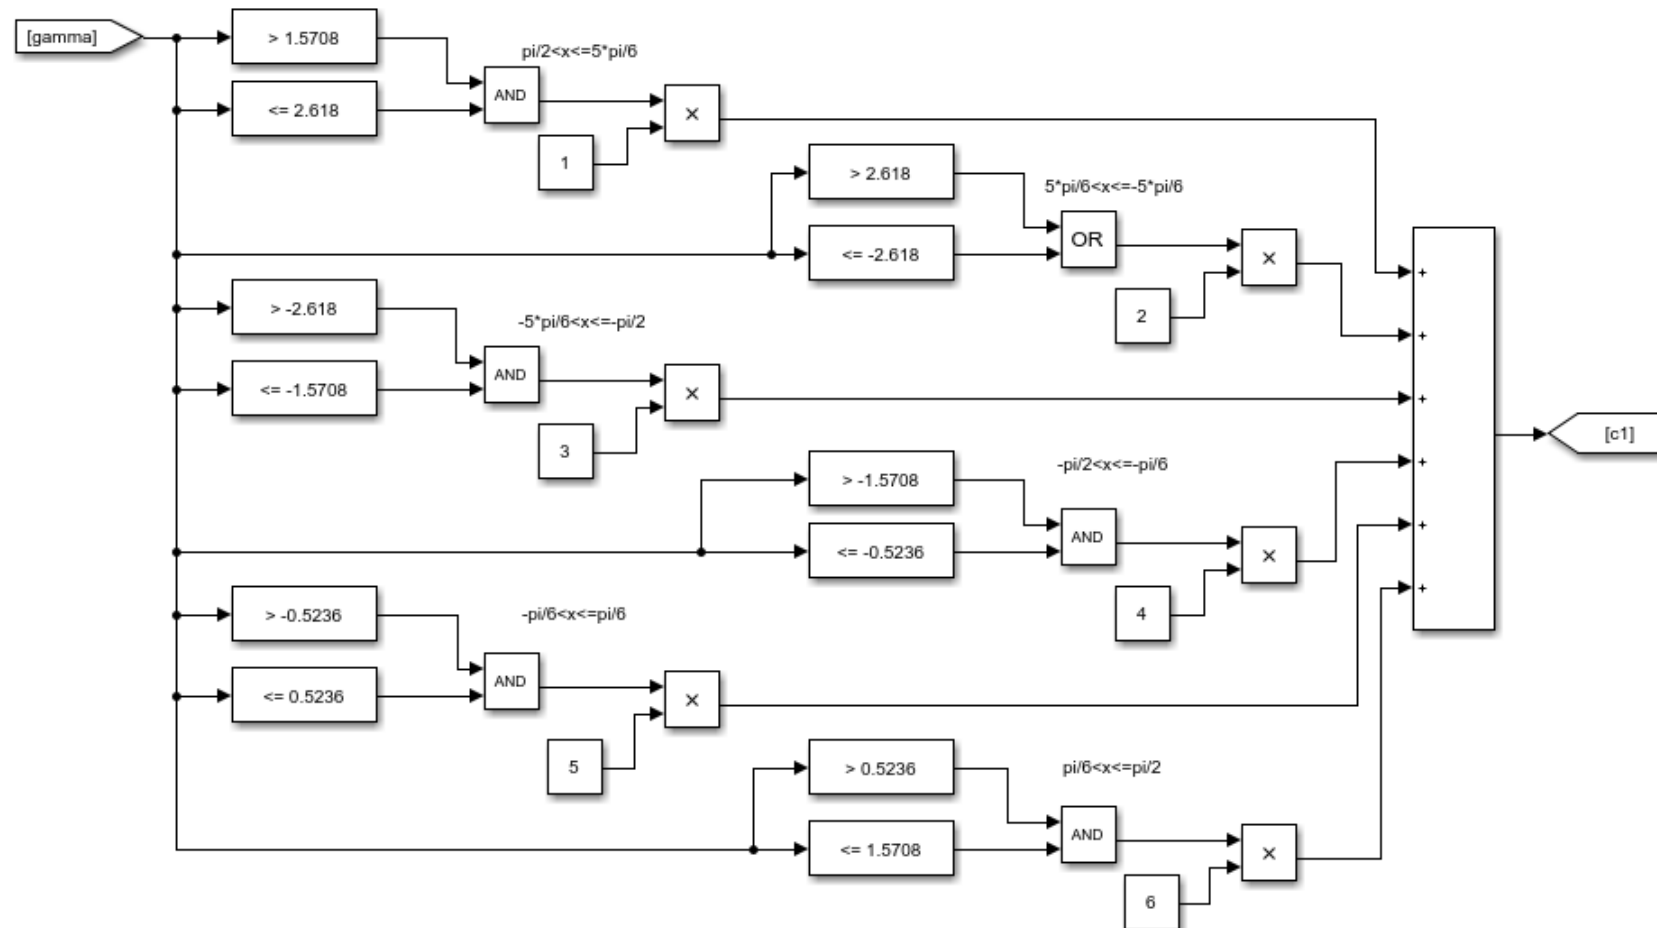 [gamma]
> 1.5708
pi/2<x<=5*pi/6
AND
<= 2.618
×
1
> 2.618
5*pi/6<x<=-5*pi/6
OR
<= -2.618
×
2
> -2.618
-5*pi/6<x<=-pi/2
AND
<= -1.5708
×
3
> -1.5708
-pi/2<x<=-pi/6
AND
<= -0.5236
×
4
> -0.5236
-pi/6<x<=pi/6
AND
<= 0.5236
×
5
> 0.5236
pi/6<x<=pi/2
AND
<= 1.5708
×
6
+
+
+
+
+
+
[c1]